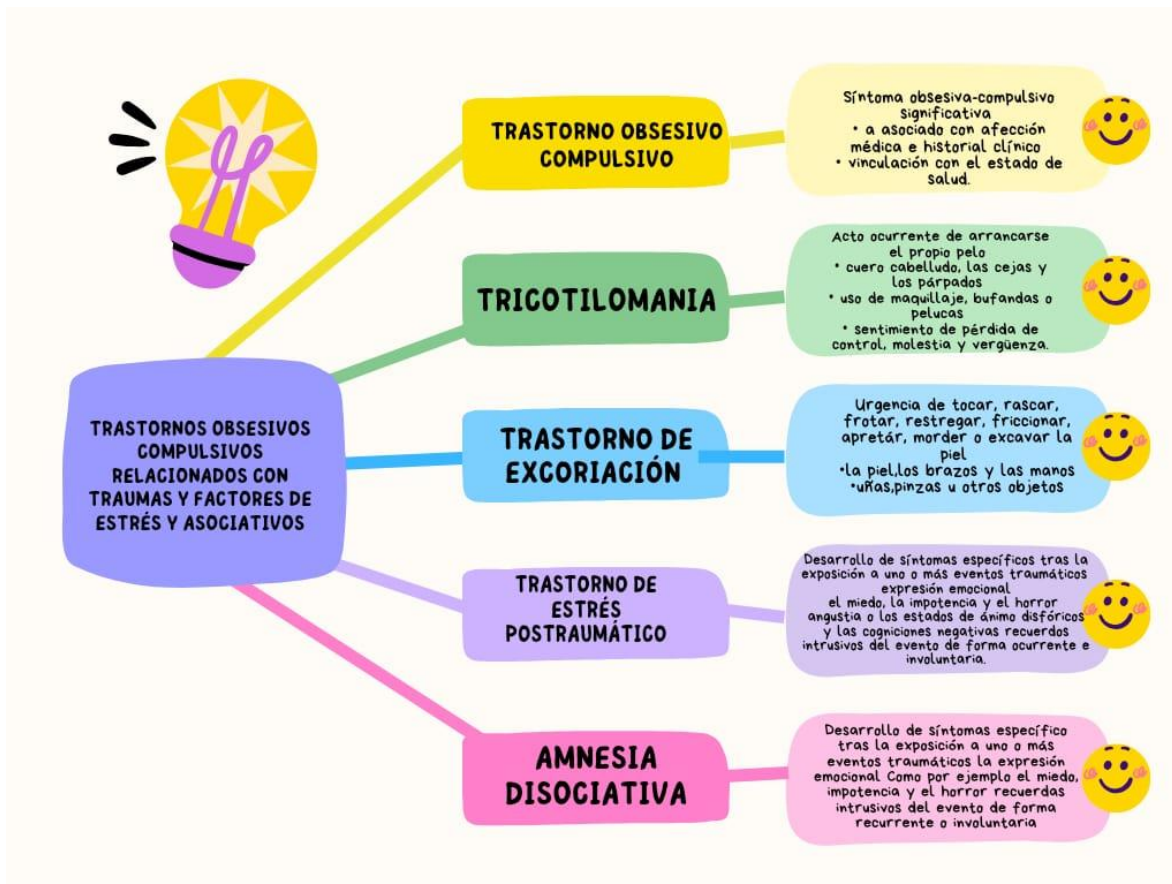 TRASTORNOS OBSESIVOS
COMPULSIVOS
RELACIONADOS CON
TRAUMAS Y FACTORES DE
ESTRÉS Y ASOCIATIVOS
TRASTORNO OBSESIVO
COMPULSIVO
Síntoma obsesiva-compulsivo
significativa
• a asociado con afección
médica e historial clínico
• vinculación con el estado de
salud.
TRICOTILOMANIA
Acto ocurrente de arrancarse
el propio pelo
• cuero cabelludo, las cejas y
los párpados
• uso de maquillaje, bufandas o
pelucas
• sentimiento de pérdida de
control, molestia y vergüenza.
TRASTORNO DE
EXCORIACIÓN
Urgencia de tocar, rascar,
frotar, restregar, friccionar,
apretár, morder o excavar la
piel
•la piel,los brazos y las manos
•uñas,pinzas u otros objetos
TRASTORNO DE
ESTRÉS
POSTRAUMÁTICO
Desarrollo de síntomas específicos tras la
exposición a uno o más eventos traumáticos
expresión emocional
el miedo, la impotencia y el horror
angustia o los estados de ánimo disfóricos
y las cogniciones negativas recuerdos
intrusivos del evento de forma ocurrente e
involuntaria.
AMNESIA
DISOCIATIVA
Desarrollo de síntomas específico
tras la exposición a uno o más
eventos traumáticos la expresión
emocional Como por ejemplo el miedo,
impotencia y el horror recuerdas
intrusivos del evento de forma
recurrente o involuntaria